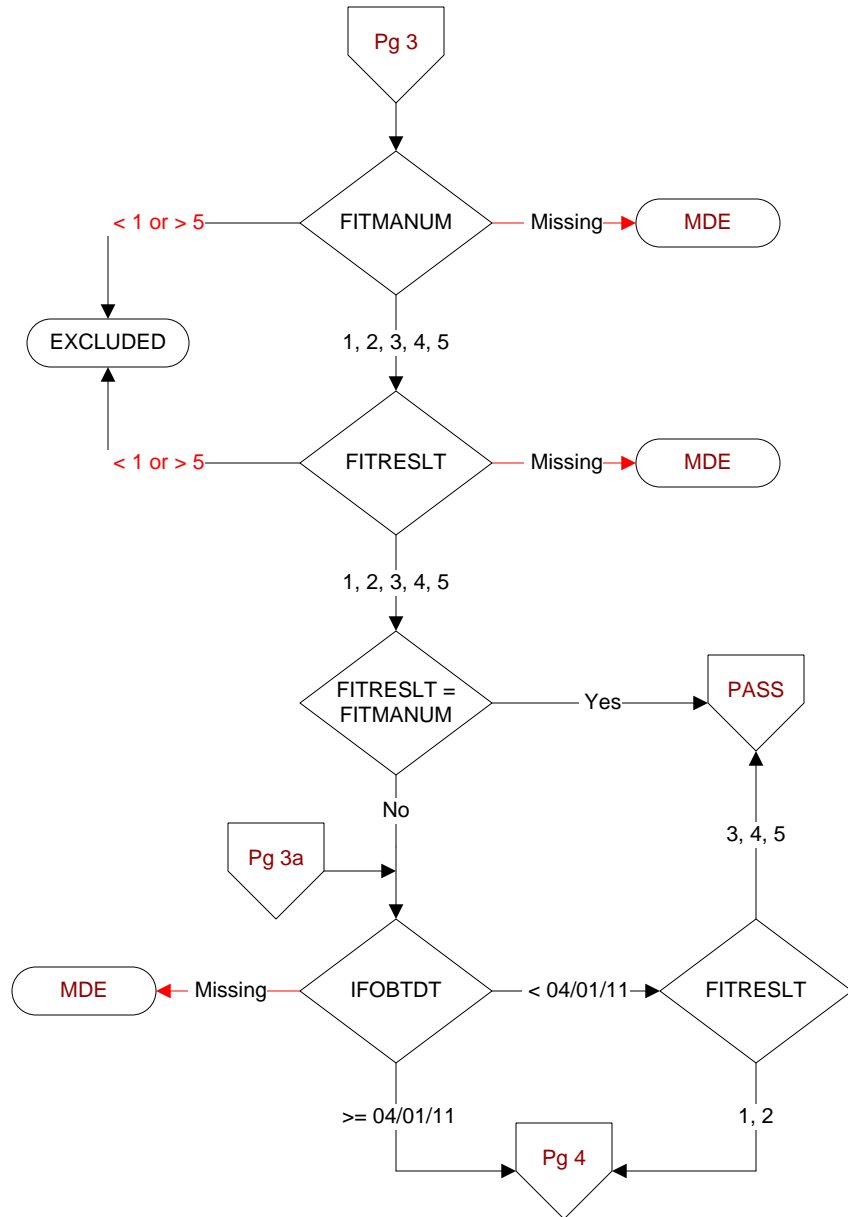 Pg 3
FITMANUM
< 1 or > 5
Missing
MDE
EXCLUDED
1, 2, 3, 4, 5
FITRESLT
< 1 or > 5
Missing
MDE
1, 2, 3, 4, 5
FITRESLT =
FITMANUM
Yes
PASS
No
3, 4, 5
Pg 3a
MDE
Missing
IFOBTDT
< 04/01/11
FITRESLT
>= 04/01/11
1, 2
Pg 4